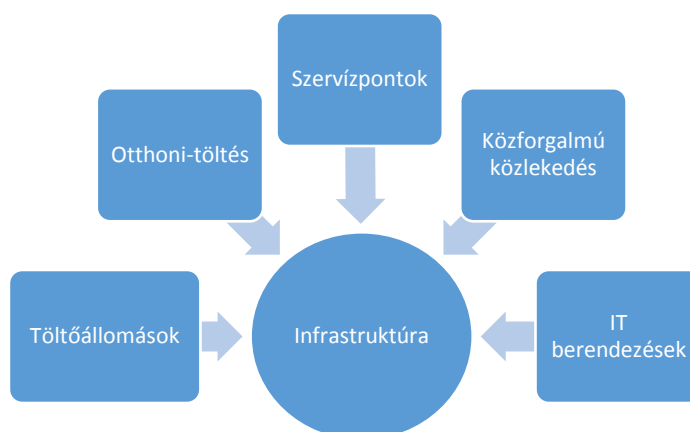 Szervízpontok
Otthoni-töltés
Közforgalmú
közlekedés
Töltőállomások
Infrastruktúra
IT
berendezések